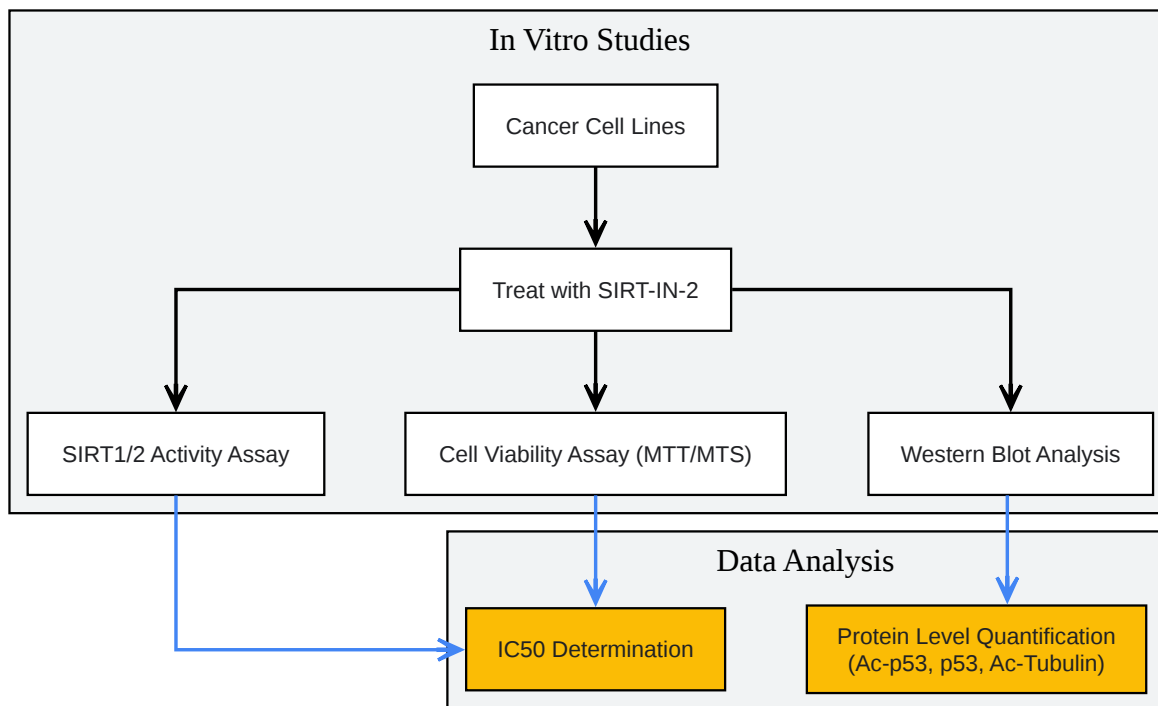 In Vitro Studies
Cancer Cell Lines
Treat with SIRT-IN-2
SIRT1/2 Activity Assay
Cell Viability Assay (MTT/MTS)
Western Blot Analysis
Data Analysis
IC50 Determination
Protein Level Quantification
(Ac-p53, p53, Ac-Tubulin)